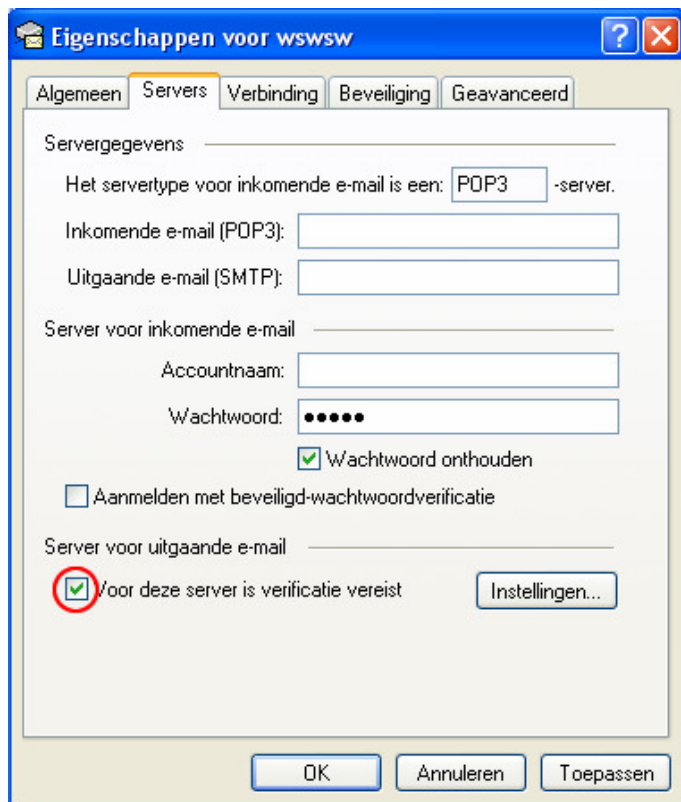 Eigenschappen voor wswsw
Algemeen Servers Verbinding Beveiliging Geavanceerd
Servergegevens
Het servertype voor inkomende e-mail is een: POP3 -server.
Inkomende e-mail (POP3):
Uitgaande e-mail (SMTP):
Server voor inkomende e-mail
Accountnaam:
Wachtwoord: •••••
Wachtwoord onthouden
Aanmelden met beveiligd-wachtwoordverificatie
Server voor uitgaande e-mail
Voor deze server is verificatie vereist Instellingen...
OK Annuleren Toepassen